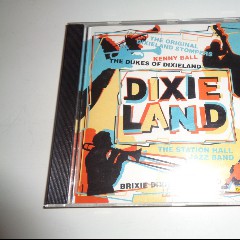 THE ORIGINAL
DIXIELAND STOMPERS
KENNY BALL
THE DUKES OF DIXIELAND
DIXIE
LAND
THE STATION HALL
JAZZ BAND